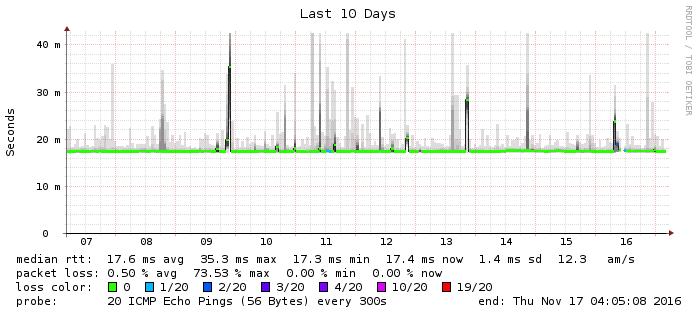 Last 10 Days
RRDTOOL / TOBI OETIKER
Seconds
40 m
30 m
20 m
10 m
0
07 08 09 10 11 12 13 14 15 16
median rtt: 17.6 ms avg 35.3 ms max 17.3 ms min 17.4 ms now 1.4 ms sd 12.3 am/s
packet loss: 0.50 % avg 73.53 % max 0.00 % min 0.00 % now
loss color: 0 1/20 2/20 3/20 4/20 10/20 19/20
probe: 20 ICMP Echo Pings (56 Bytes) every 300s end: Thu Nov 17 04:05:08 2016